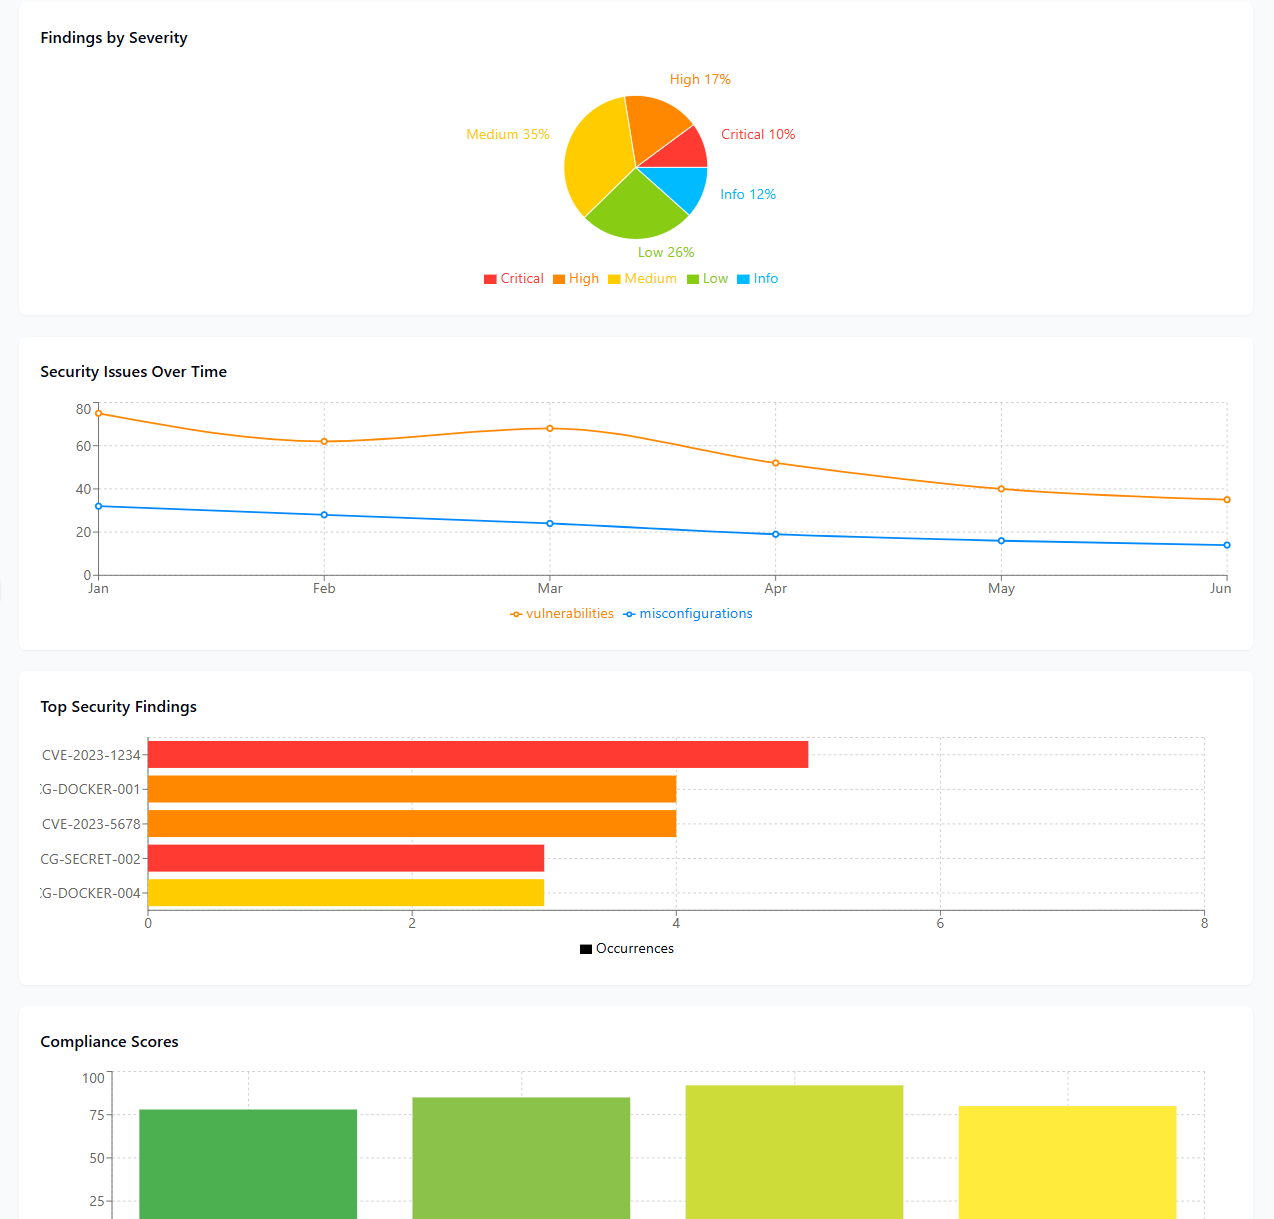 Findings by Severity
High 17%
Medium 35%
Critical 10%
Info 12%
Low 26%
Critical High Medium Low Info
Security Issues Over Time
80
60
40
20
0
Jan Feb Mar Apr May Jun
vulnerabilities misconfigurations
Top Security Findings
CVE-2023-1234
G-DOCKER-001
CVE-2023-5678
CG-SECRET-002
G-DOCKER-004
0 2 4 6 8
Occurrences
Compliance Scores
100
75
50
25